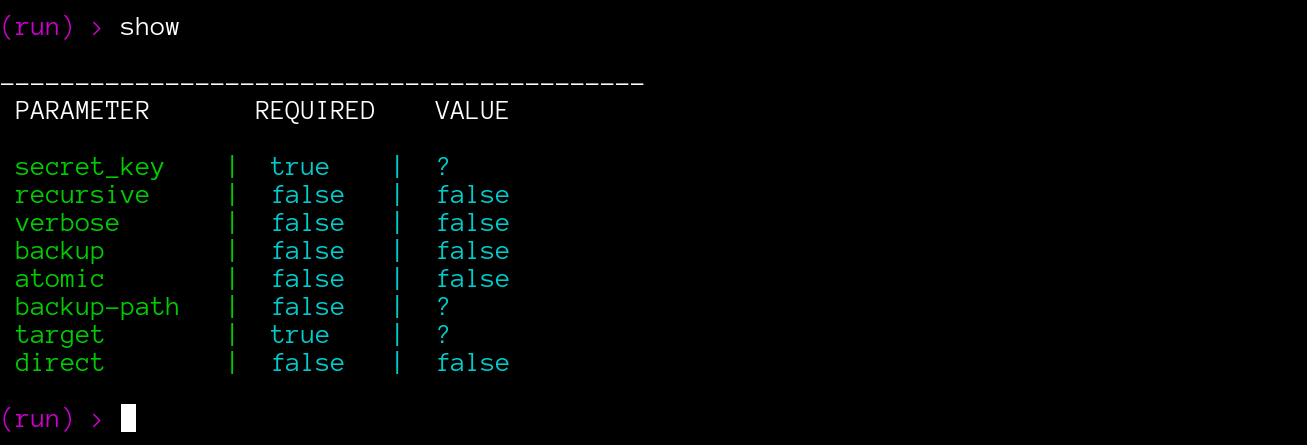 (run) > show
-------------------------------------------
PARAMETER       REQUIRED    VALUE
secret_key    |  true    |  ?
recursive     |  false   |  false
verbose       |  false   |  false
backup        |  false   |  false
atomic        |  false   |  false
backup-path   |  false   |  ?
target        |  true    |  ?
direct        |  false   |  false
(run) >